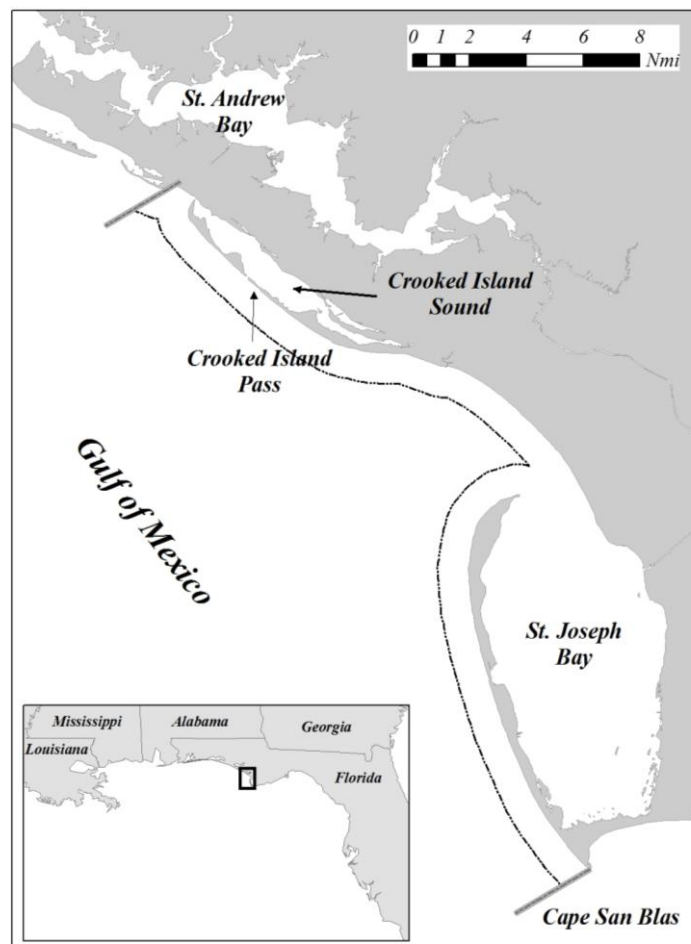 0 1 2 4 6 8
Nmi
St. Andrew
Bay
Crooked Island
Sound
Crooked Island
Pass
Gulf of Mexico
St. Joseph
Bay
Mississippi
Alabama
Georgia
Louisiana
Florida
Cape San Blas